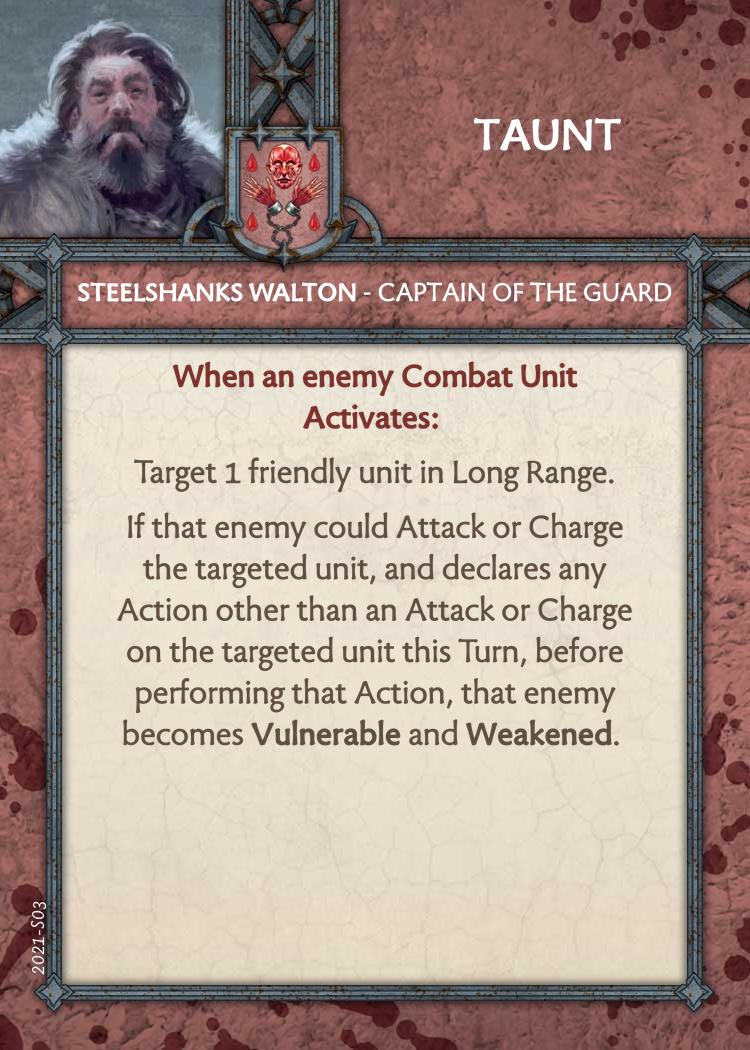 TAUNT
STEELSHANKS WALTON - CAPTAIN OF THE GUARD
When an enemy Combat Unit
Activates:
Target 1 friendly unit in Long Range.
If that enemy could Attack or Charge
the targeted unit, and declares any
Action other than an Attack or Charge
on the targeted unit this Turn, before
performing that Action, that enemy
becomes Vulnerable and Weakened.
2021-S03